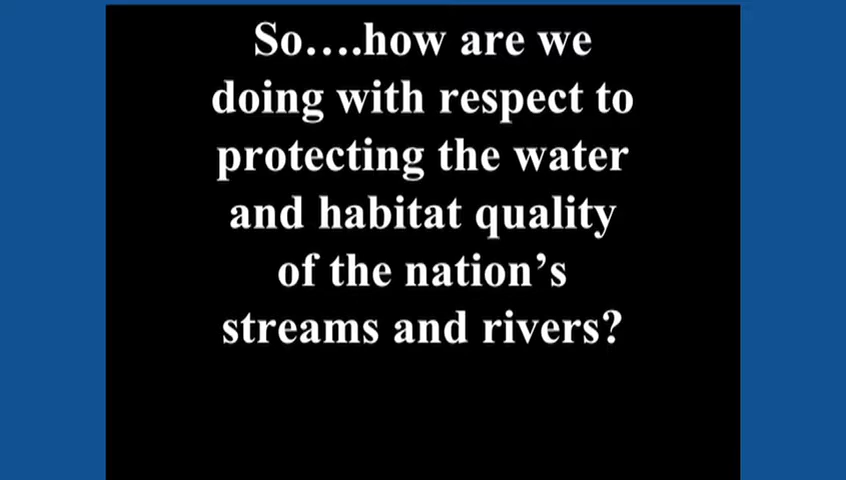 So….how are we
doing with respect to
protecting the water
and habitat quality
of the nation’s
streams and rivers?